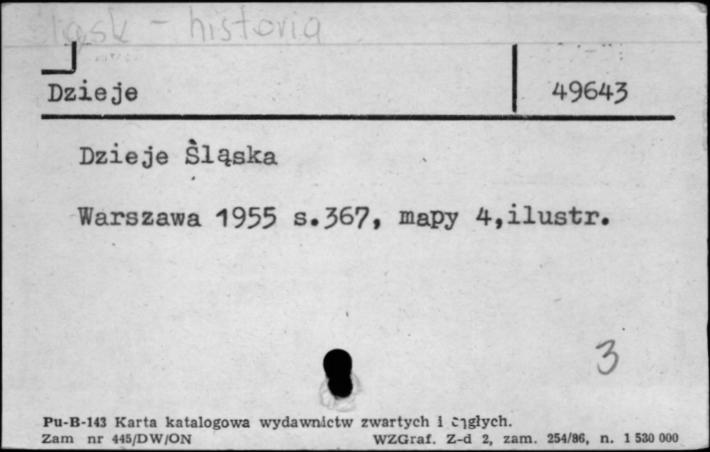 Śląsk - historia
Dzieje 49643
Dzieje Śląska
Warszawa 1955 s.367, mapy 4,ilustr.
3
Pu-B-143 Karta katalogowa wydawnictw zwartych i ciągłych.
Zam nr 445/DW/ON WZGraf. Z-d 2, zam. 254/86, n. 1 530 000